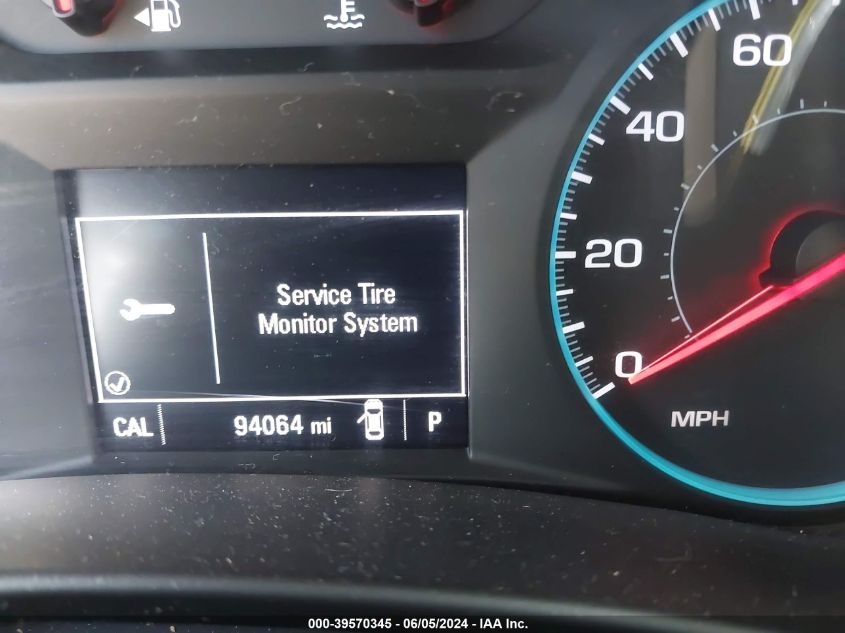 60
40
20
0
MPH
Service Tire
Monitor System
CAL 94064 mi P
000-39570345 - 06/05/2024 - IAA Inc.